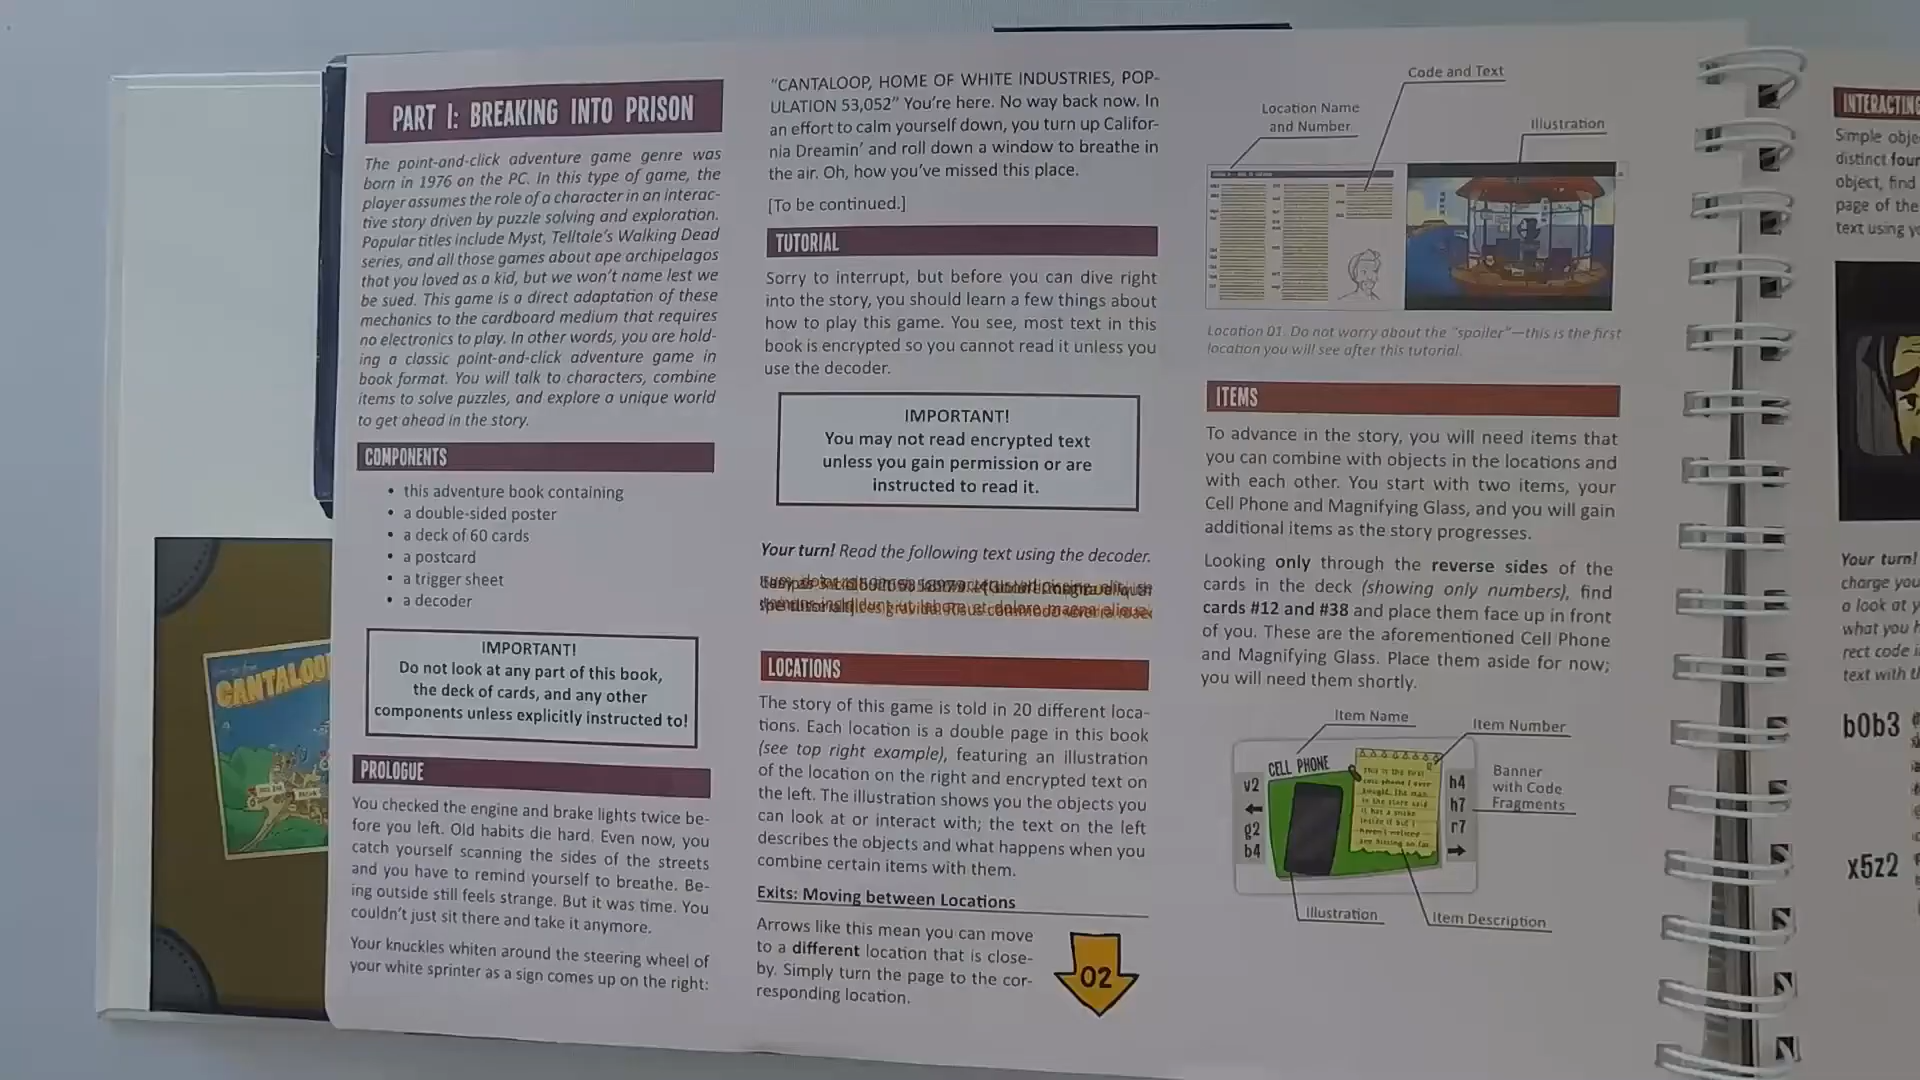 PART I: BREAKING INTO PRISON
The point-and-click adventure game genre was
born in 1976 on the PC. In this type of game, the
player assumes the role of a character in an interac-
tive story driven by puzzle solving and exploration.
Popular titles include Myst, Telltale's Walking Dead
series, and all those games about ape archipelagos
that you loved as a kid, but we won't name lest we
be sued. This game is a direct adaptation of these
mechanics to the cardboard medium that requires
no electronics to play. In other words, you are hold-
ing a classic point-and-click adventure game in
book format. You will talk to characters, combine
items to solve puzzles, and explore a unique world
to get ahead in the story.
COMPONENTS
• this adventure book containing
• a double-sided poster
• a deck of 60 cards
• a postcard
• a trigger sheet
• a decoder
IMPORTANT!
Do not look at any part of this book,
the deck of cards, and any other
components unless explicitly instructed to!
PROLOGUE
You checked the engine and brake lights twice be-
fore you left. Old habits die hard. Even now, you
catch yourself scanning the sides of the streets
and you have to remind yourself to breathe. Be-
ing outside still feels strange. But it was time. You
couldn't just sit there and take it anymore.
Your knuckles whiten around the steering wheel of
your white sprinter as a sign comes up on the right:
"CANTALOOP, HOME OF WHITE INDUSTRIES, POP-
ULATION 53,052" You're here. No way back now. In
an effort to calm yourself down, you turn up Califor-
nia Dreamin' and roll down a window to breathe in
the air. Oh, how you've missed this place.
[To be continued.]
TUTORIAL
Sorry to interrupt, but before you can dive right
into the story, you should learn a few things about
how to play this game. You see, most text in this
book is encrypted so you cannot read it unless you
use the decoder.
IMPORTANT!
You may not read encrypted text
unless you gain permission or are
instructed to read it.
Your turn! Read the following text using the decoder.
LOCATIONS
The story of this game is told in 20 different loca-
tions. Each location is a double page in this book
(see top right example), featuring an illustration
of the location on the right and encrypted text on
the left. The illustration shows you the objects you
can look at or interact with; the text on the left
describes the objects and what happens when you
combine certain items with them.
Exits: Moving between Locations
Arrows like this mean you can move
to a different location that is close-
by. Simply turn the page to the cor-
responding location.
02
Code and Text
Location Name
and Number
Illustration
Location 01. Do not worry about the "spoiler"—this is the first
location you will see after this tutorial.
ITEMS
To advance in the story, you will need items that
you can combine with objects in the locations and
with each other. You start with two items, your
Cell Phone and Magnifying Glass, and you will gain
additional items as the story progresses.
Looking only through the reverse sides of the
cards in the deck (showing only numbers), find
cards #12 and #38 and place them face up in front
of you. These are the aforementioned Cell Phone
and Magnifying Glass. Place them aside for now;
you will need them shortly.
Item Name
Item Number
CELL PHONE
v2
g2
b4
h4
h7
r7
Banner
with Code
Fragments
Illustration
Item Description
INTERACTING
Simple obje
distinct four
object, find
page of the
text using yo
Your turn!
charge you
a look at y
what you h
rect code i
text with th
b0b3
x5z2
CANTALOO